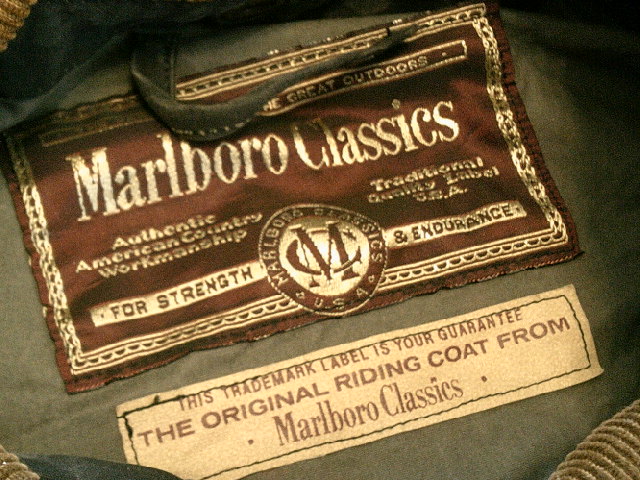 THE GREAT OUTDOORS
Marlboro Classics
Authentic
American Country
Workmanship
Traditional
Quality Label
U.S.A.
MARLBORO CLASSICS
MC
U.S.A.
· FOR STRENGTH
& ENDURANCE ·
THIS TRADEMARK LABEL IS YOUR GUARANTEE
THE ORIGINAL RIDING COAT FROM
· Marlboro Classics ·